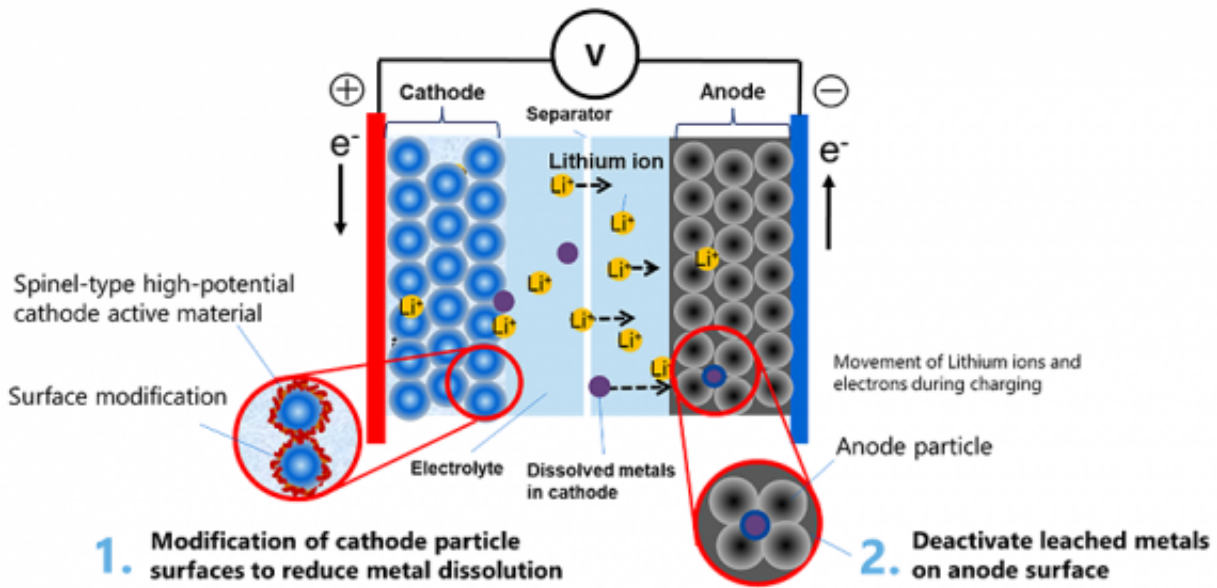 V
⊕
Cathode
Anode
⊖
Separator
e-
e-
Lithium ion
Li+
Li+
Li+
Li+
Li+
Li+
Li+
Li+
Li+
Li+
Spinel-type high-potential
cathode active material
Surface modification
Movement of Lithium ions and
electrons during charging
Anode particle
Electrolyte
Dissolved metals
in cathode
1. Modification of cathode particle
surfaces to reduce metal dissolution
2. Deactivate leached metals
on anode surface